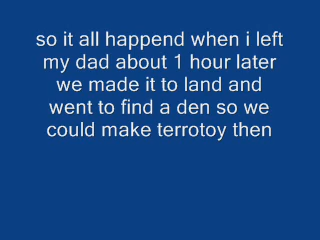 so it all happend when i left
my dad about 1 hour later
we made it to land and
went to find a den so we
could make terrotoy then